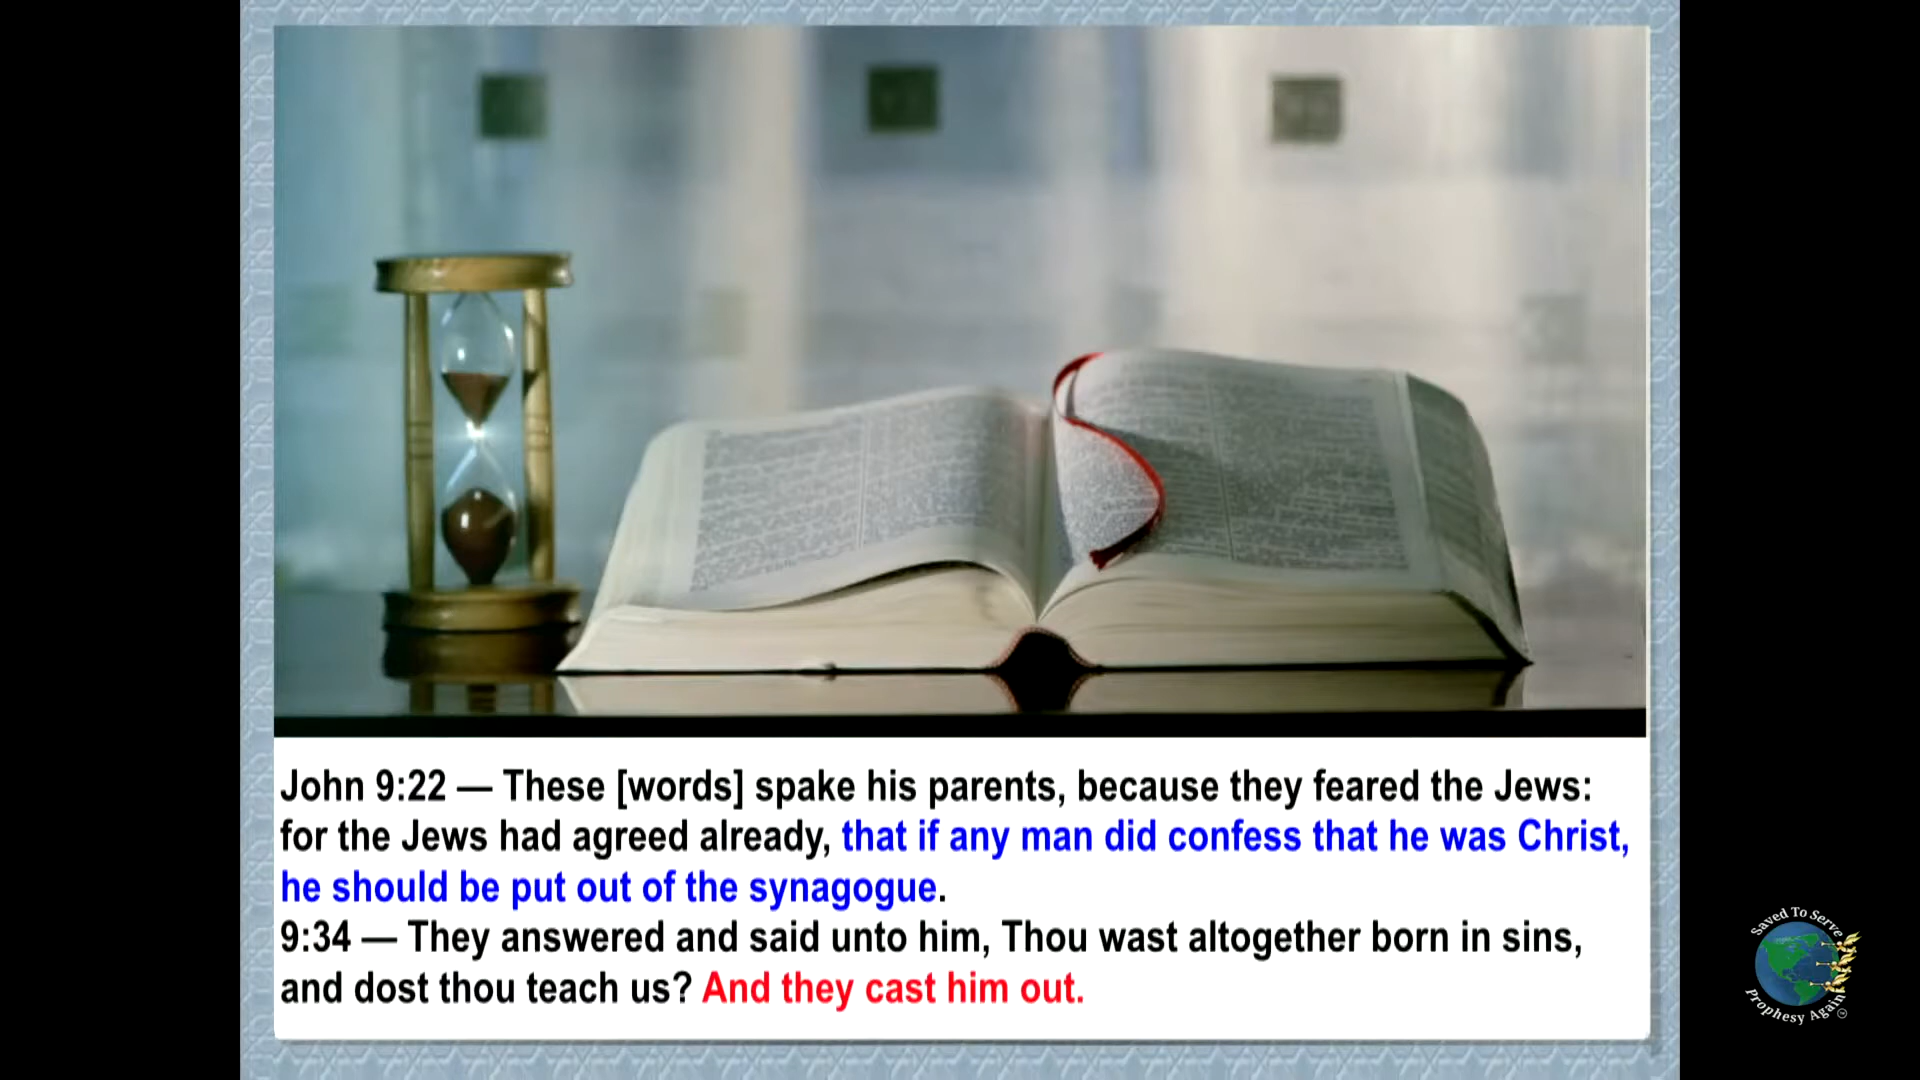 John 9:22 — These [words] spake his parents, because they feared the Jews:
for the Jews had agreed already, that if any man did confess that he was Christ,
he should be put out of the synagogue.
9:34 — They answered and said unto him, Thou wast altogether born in sins,
and dost thou teach us? And they cast him out.
Saved To Serve
Prophesy Again